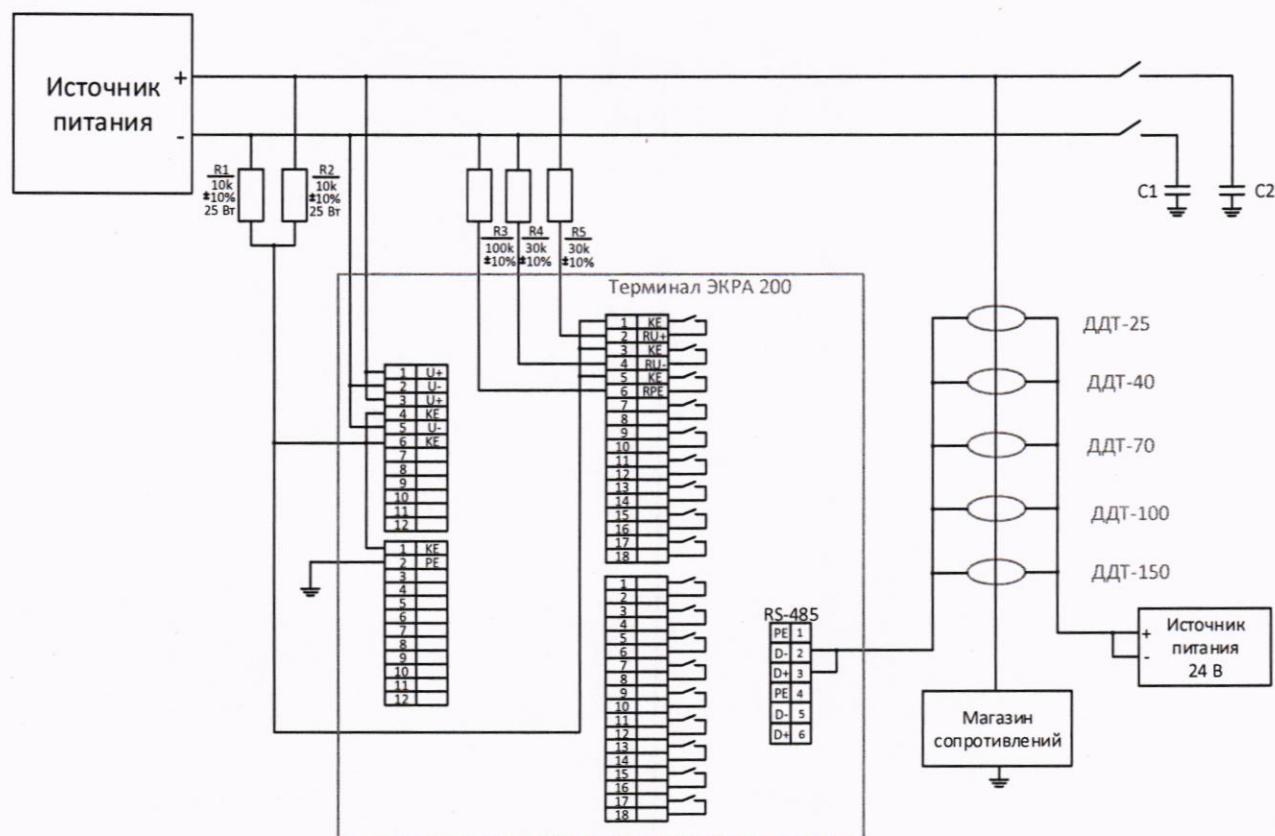 Источник
питания
+
-
R1
10k
±10%
25 Вт
R2
10k
±10%
25 Вт
R3
100k
±10%
R4
30k
±10%
R5
30k
±10%
C1
C2
Терминал ЭКРА 200
1 KE
2 RU+
3 KE
4 RU-
5 KE
6 RPE
7
8
9
10
11
12
13
14
15
16
17
18
1 U+
2 U-
3 U+
4 KE
5 U-
6 KE
7
8
9
10
11
12
1 KE
2 PE
3
4
5
6
7
8
9
10
11
12
1
2
3
4
5
6
7
8
9
10
11
12
13
14
15
16
17
18
RS-485
PE 1
D- 2
D+ 3
PE 4
D- 5
D+ 6
ДДТ-25
ДДТ-40
ДДТ-70
ДДТ-100
ДДТ-150
+
-
Источник
питания
24 В
Магазин
сопротивлений